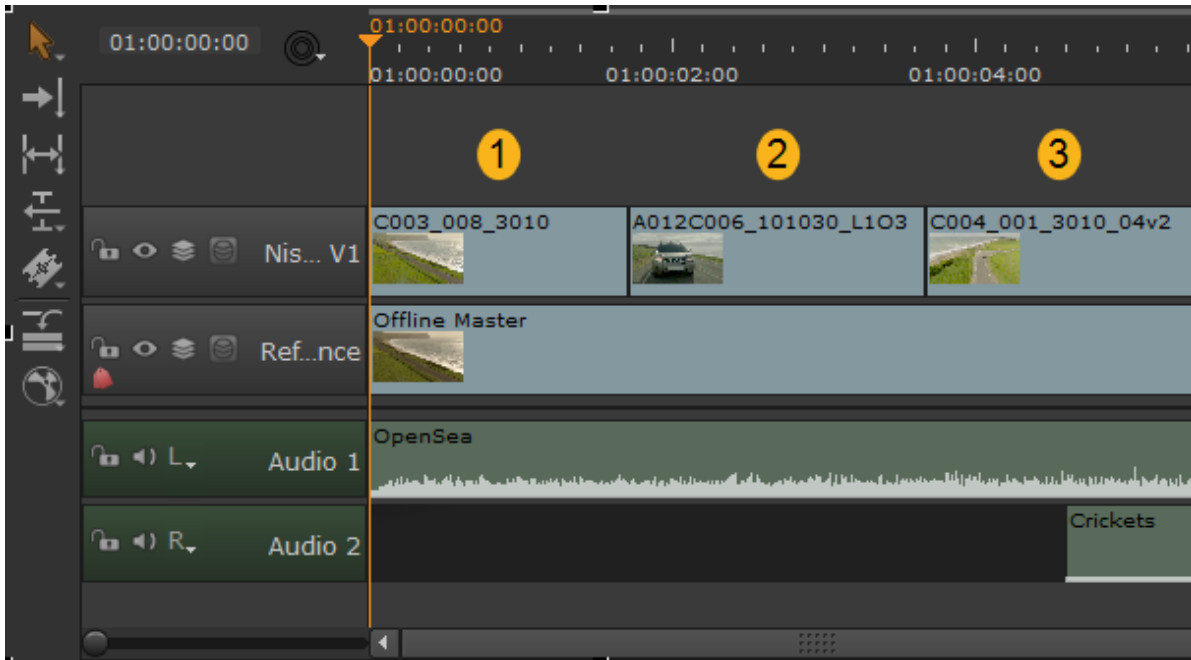 01:00:00:00
01:00:00:00
01:00:00:00 01:00:02:00 01:00:04:00
1 2 3
Nis... V1
C003_008_3010 A012C006_101030_L1O3 C004_001_3010_04v2
Ref...nce
Offline Master
L Audio 1
OpenSea
R Audio 2
Crickets